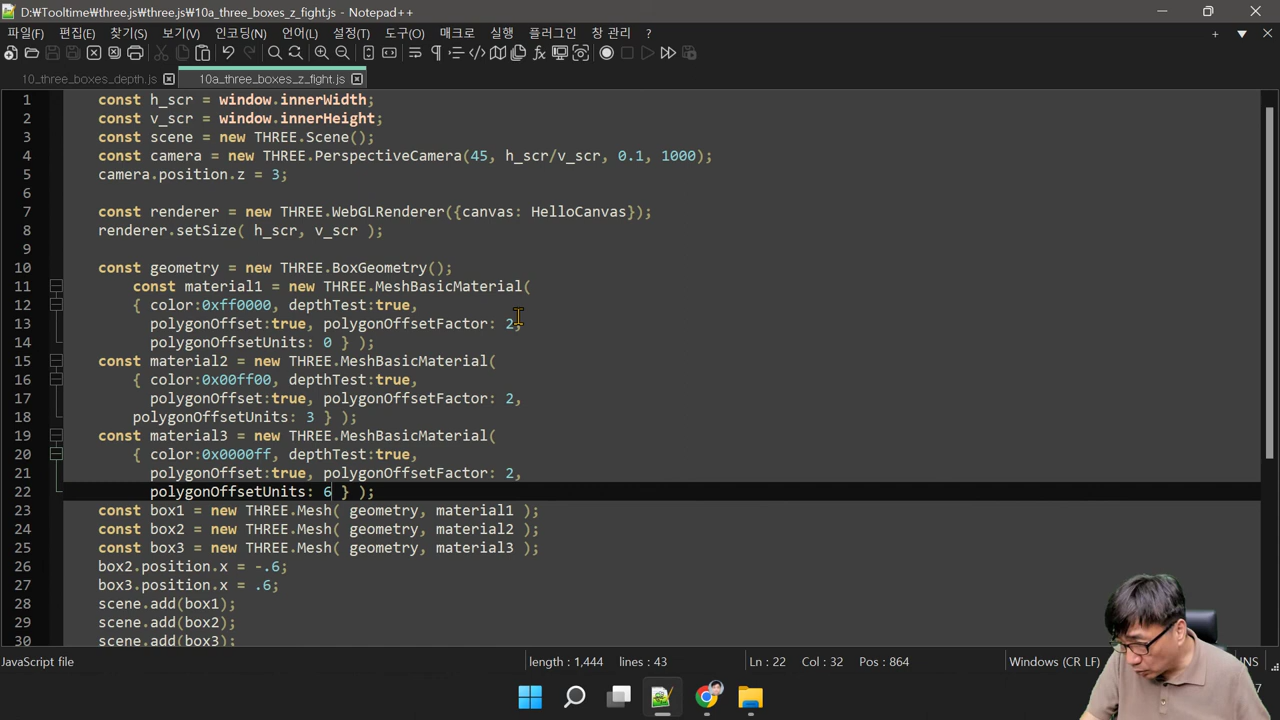 D:₩Tooltime₩three.js₩three.js₩10a_three_boxes_z_fight.js - Notepad++
파일(F) 편집(E) 찾기(S) 보기(V) 인코딩(N) 언어(L) 설정(T) 도구(O) 매크로 실행 플러그인 창 관리 ?
10_three_boxes_depth.js 10a_three_boxes_z_fight.js
1 const h_scr = window.innerWidth;
2 const v_scr = window.innerHeight;
3 const scene = new THREE.Scene();
4 const camera = new THREE.PerspectiveCamera(45, h_scr/v_scr, 0.1, 1000);
5 camera.position.z = 3;
6
7 const renderer = new THREE.WebGLRenderer({canvas: HelloCanvas});
8 renderer.setSize( h_scr, v_scr );
9
10 const geometry = new THREE.BoxGeometry();
11 const material1 = new THREE.MeshBasicMaterial(
12 { color:0xff0000, depthTest:true,
13 polygonOffset:true, polygonOffsetFactor: 2,
14 polygonOffsetUnits: 0 } );
15 const material2 = new THREE.MeshBasicMaterial(
16 { color:0x00ff00, depthTest:true,
17 polygonOffset:true, polygonOffsetFactor: 2,
18 polygonOffsetUnits: 3 } );
19 const material3 = new THREE.MeshBasicMaterial(
20 { color:0x0000ff, depthTest:true,
21 polygonOffset:true, polygonOffsetFactor: 2,
22 polygonOffsetUnits: 6 } );
23 const box1 = new THREE.Mesh( geometry, material1 );
24 const box2 = new THREE.Mesh( geometry, material2 );
25 const box3 = new THREE.Mesh( geometry, material3 );
26 box2.position.x = -.6;
27 box3.position.x = .6;
28 scene.add(box1);
29 scene.add(box2);
30 scene.add(box3);
JavaScript file length : 1,444 lines : 43 Ln : 22 Col : 32 Pos : 864 Windows (CR LF) INS